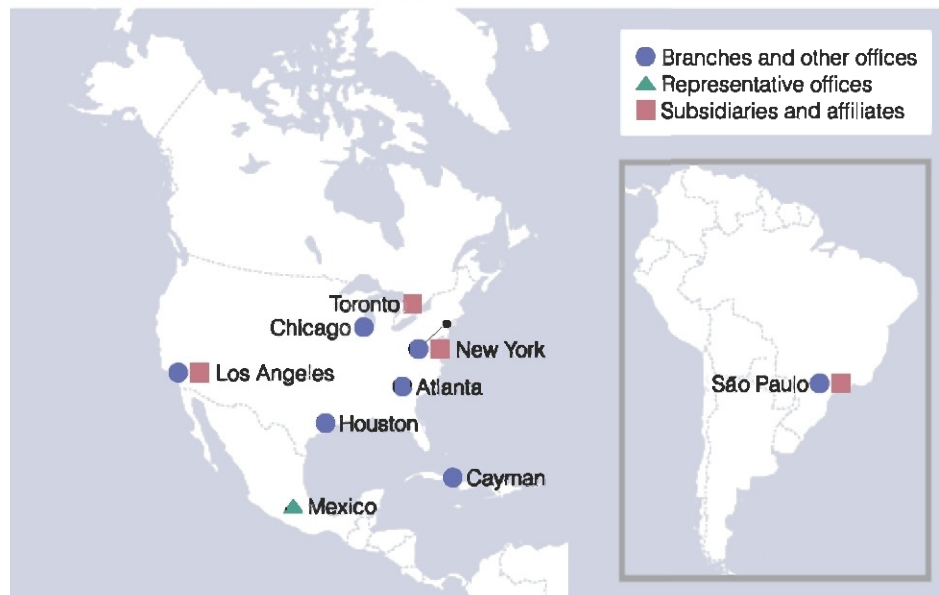 Branches and other offices
Representative offices
Subsidiaries and affiliates
Toronto
Chicago
New York
Los Angeles
Atlanta
São Paulo
Houston
Cayman
Mexico